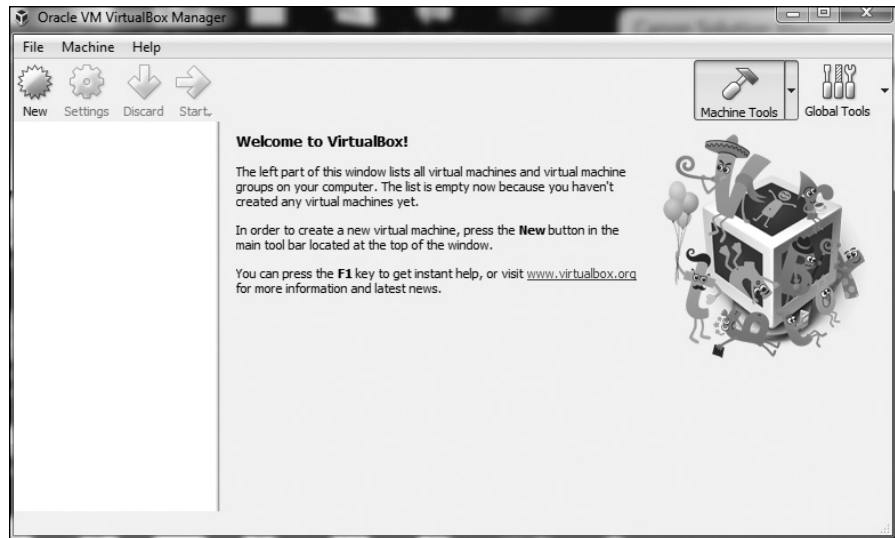 Oracle VM VirtualBox Manager
File Machine Help
New Settings Discard Start
Machine Tools Global Tools
Welcome to VirtualBox!
The left part of this window lists all virtual machines and virtual machine
groups on your computer. The list is empty now because you haven't
created any virtual machines yet.
In order to create a new virtual machine, press the New button in the
main tool bar located at the top of the window.
You can press the F1 key to get instant help, or visit www.virtualbox.org
for more information and latest news.